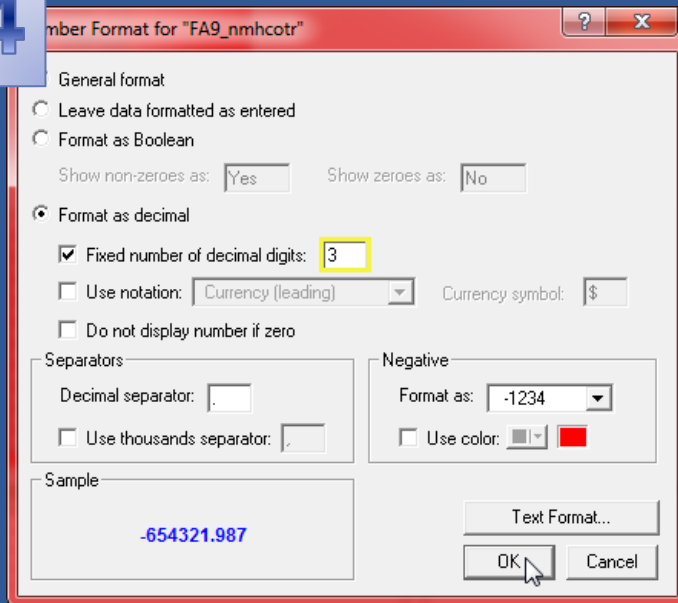 4
mber Format for "FA9_nmhcotr"
?
General format
Leave data formatted as entered
Format as Boolean
Show non-zeroes as: Yes Show zeroes as: No
Format as decimal
Fixed number of decimal digits: 3
Use notation: Currency (leading) Currency symbol: $
Do not display number if zero
Separators
Decimal separator: .
Use thousands separator: ,
Negative
Format as: -1234
Use color:
Sample
-654321.987
Text Format...
OK Cancel